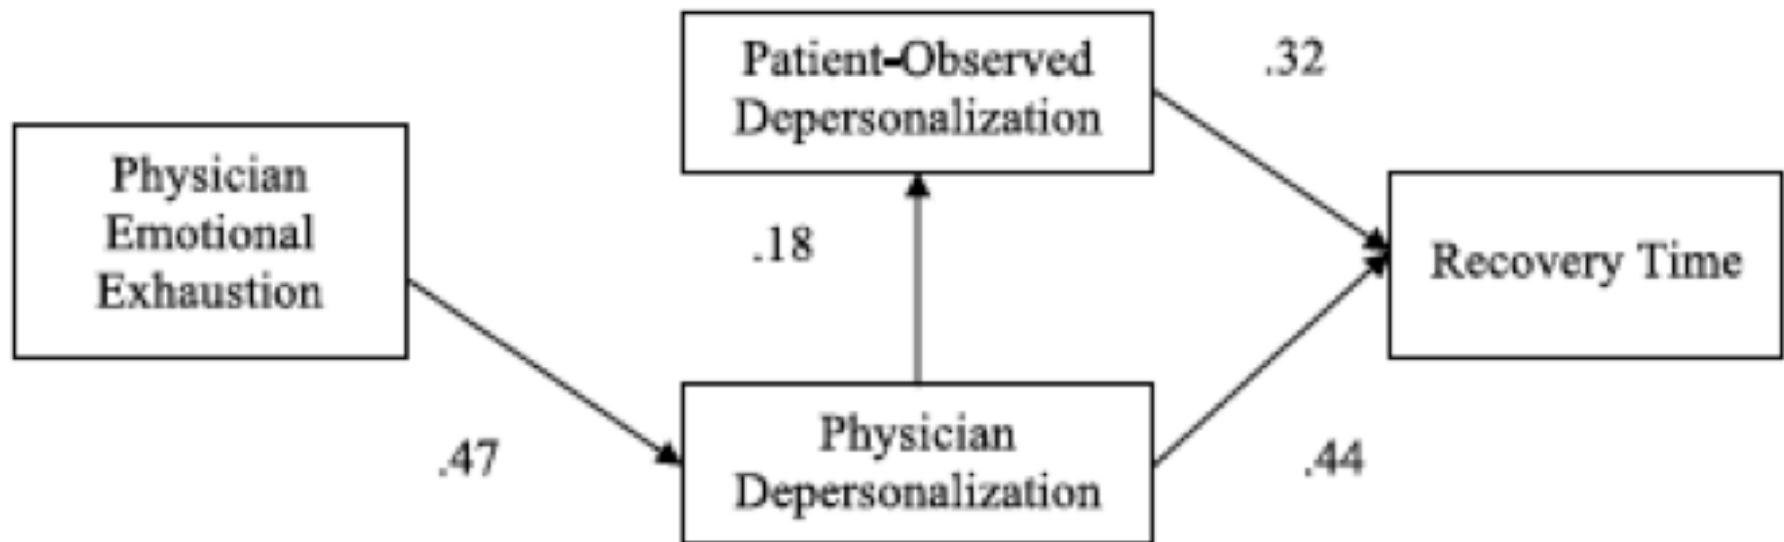 Patient-Observed
Depersonalization
.32
Physician
Emotional
Exhaustion
.18
Recovery Time
.47
Physician
Depersonalization
.44